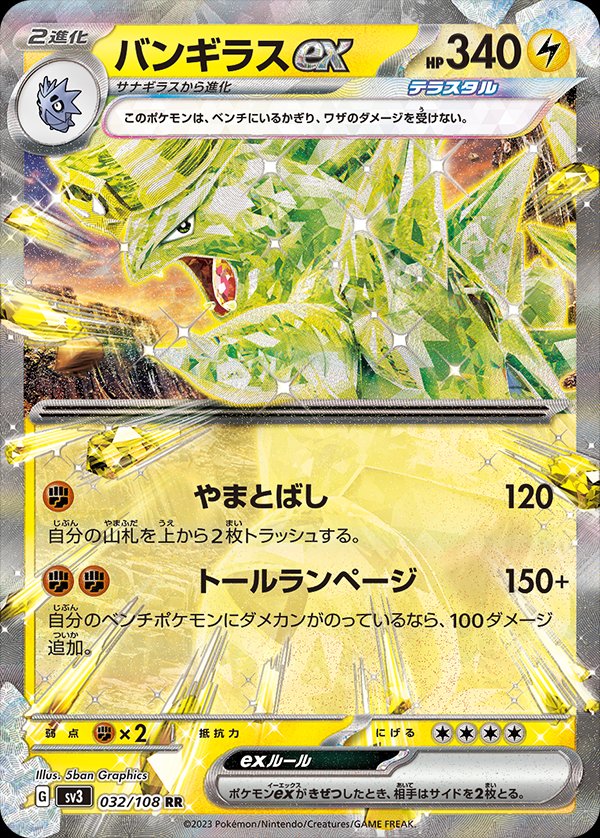 2進化
バンギラスex
HP340
サナギラスから進化
テラスタル
このポケモンは、ベンチにいるかぎり、ワザのダメージを受けない。
やまとばし 120
自分の山札を上から2枚トラッシュする。
トールランページ 150+
自分のベンチポケモンにダメカンがのっているなら、100ダメージ
追加。
弱点 ×2 抵抗力 にげる
exルール
ポケモンexがきぜつしたとき、相手はサイドを2枚とる。
Illus. 5ban Graphics
G sv3 032/108 RR
©2023 Pokémon/Nintendo/Creatures/GAME FREAK.